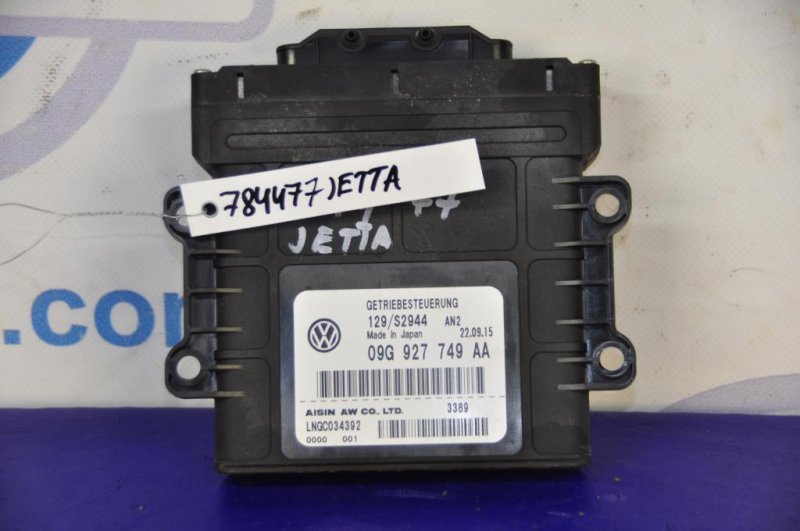 784477 JETTA
77
JETTA
GETRIEBESTEUERUNG
129/S2944 AN2
Made in Japan 22.09.15
09G 927 749 AA
AISIN AW CO., LTD. 3389
LNGC034392
0000 001
.com